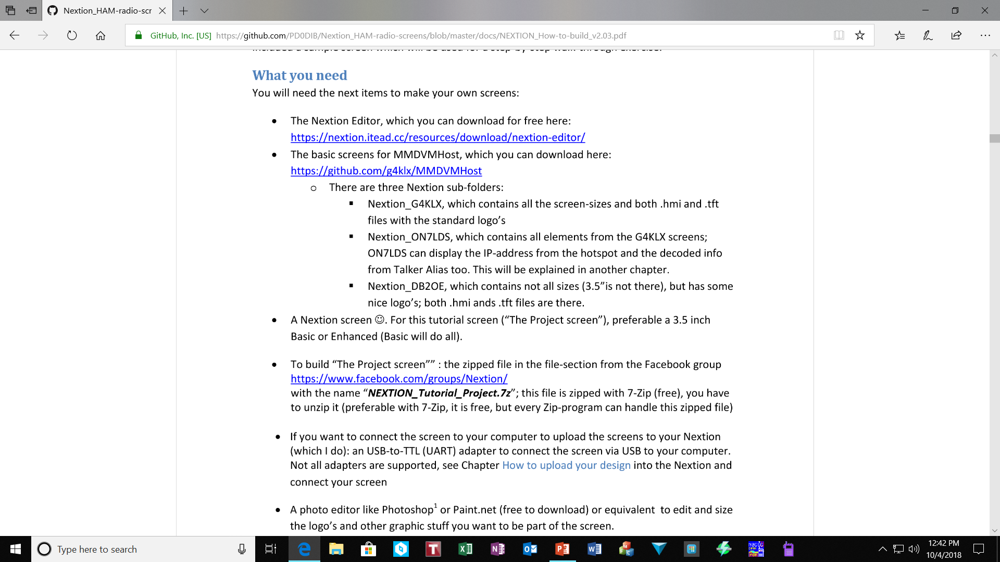 Nextion_HAM-radio-scr
GitHub, Inc. [US] https://github.com/PD0DIB/Nextion_HAM-radio-screens/blob/master/docs/NEXTION_How-to-build_v2.03.pdf
included a sample screen which will be used for a step by step walk through exercise.
What you need
You will need the next items to make your own screens:
• The Nextion Editor, which you can download for free here:
https://nextion.itead.cc/resources/download/nextion-editor/
• The basic screens for MMDVMHost, which you can download here:
https://github.com/g4klx/MMDVMHost
o There are three Nextion sub-folders:
▪ Nextion_G4KLX, which contains all the screen-sizes and both .hmi and .tft
files with the standard logo’s
▪ Nextion_ON7LDS, which contains all elements from the G4KLX screens;
ON7LDS can display the IP-address from the hotspot and the decoded info
from Talker Alias too. This will be explained in another chapter.
▪ Nextion_DB2OE, which contains not all sizes (3.5”is not there), but has some
nice logo’s; both .hmi ands .tft files are there.
• A Nextion screen ☺. For this tutorial screen (“The Project screen”), preferable a 3.5 inch
Basic or Enhanced (Basic will do all).
• To build “The Project screen”” : the zipped file in the file-section from the Facebook group
https://www.facebook.com/groups/Nextion/
with the name “NEXTION_Tutorial_Project.7z”; this file is zipped with 7-Zip (free), you have
to unzip it (preferable with 7-Zip, it is free, but every Zip-program can handle this zipped file)
• If you want to connect the screen to your computer to upload the screens to your Nextion
(which I do): an USB-to-TTL (UART) adapter to connect the screen via USB to your computer.
Not all adapters are supported, see Chapter How to upload your design into the Nextion and
connect your screen
• A photo editor like Photoshop¹ or Paint.net (free to download) or equivalent  to edit and size
the logo’s and other graphic stuff you want to be part of the screen.
Type here to search
12:42 PM
10/4/2018